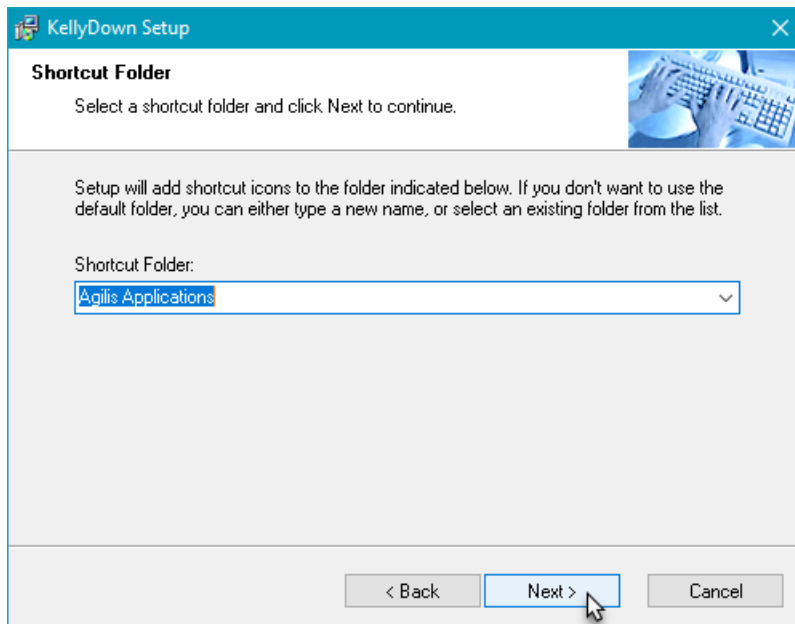 KellyDown Setup
Shortcut Folder
Select a shortcut folder and click Next to continue.
Setup will add shortcut icons to the folder indicated below. If you don't want to use the
default folder, you can either type a new name, or select an existing folder from the list.
Shortcut Folder:
Agilis Applications
< Back
Next >
Cancel